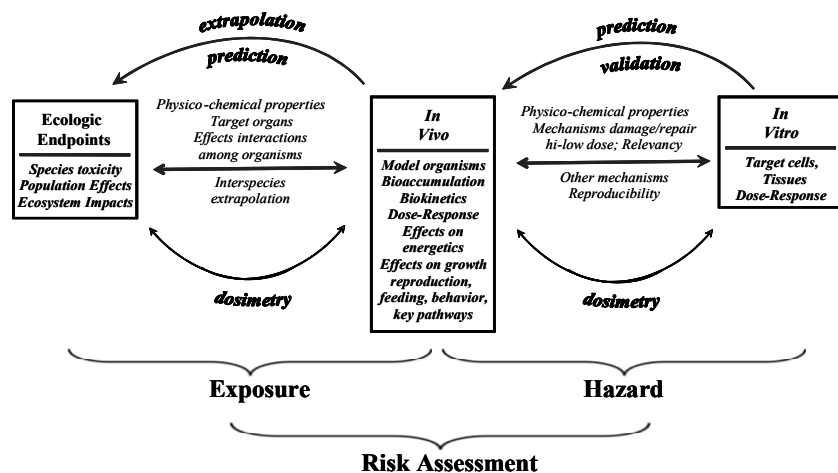 extrapolation
prediction
prediction
validation
Ecologic
Endpoints
Species toxicity
Population Effects
Ecosystem Impacts
Physico-chemical properties
Target organs
Effects interactions
among organisms
Interspecies
extrapolation
dosimetry
In
Vivo
Model organisms
Bioaccumulation
Biokinetics
Dose-Response
Effects on
energetics
Effects on growth
reproduction,
feeding, behavior,
key pathways
Physico-chemical properties
Mechanisms damage/repair
hi-low dose; Relevancy
Other mechanisms
Reproducibility
dosimetry
In
Vitro
Target cells,
Tissues
Dose-Response
Exposure
Hazard
Risk Assessment